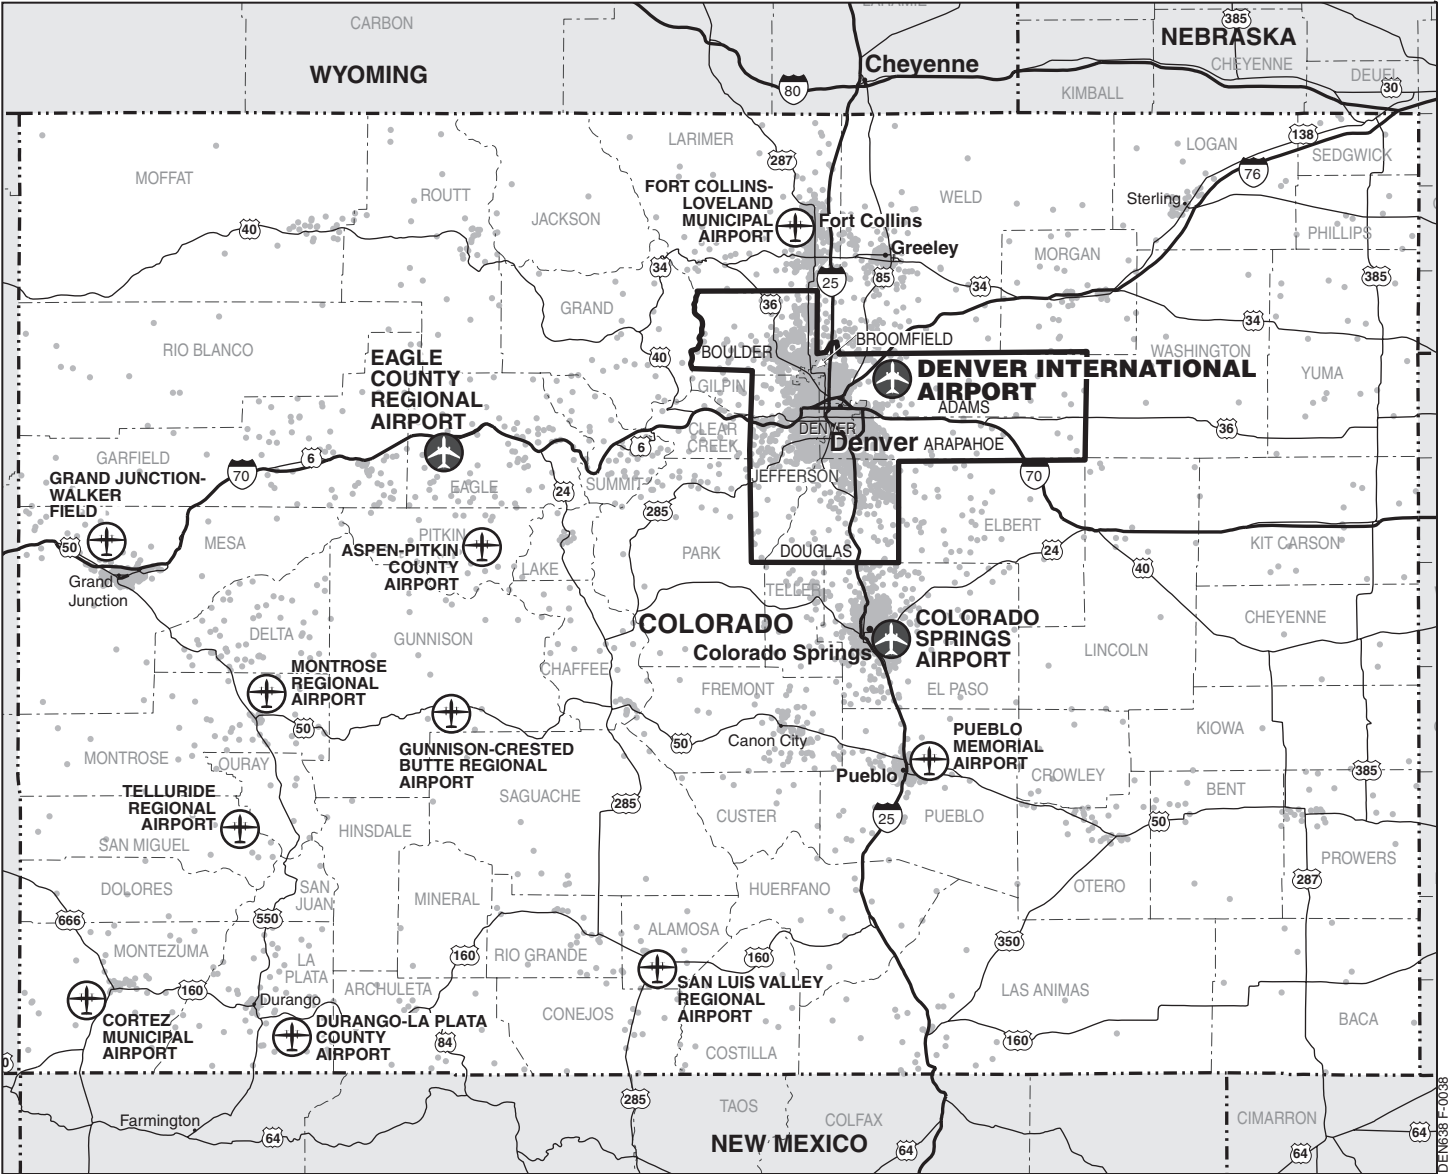 CARBON
LARAMIE
385
NEBRASKA
WYOMING
Cheyenne
CHEYENNE
DEUEL
80
KIMBALL
30
LARIMER
138
LOGAN
SEDGWICK
287
76
MOFFAT
ROUTT
FORT COLLINS-
LOVELAND
MUNICIPAL
AIRPORT
WELD
Sterling
JACKSON
Fort Collins
40
PHILLIPS
Greeley
MORGAN
34
25
85
34
385
36
GRAND
34
BROOMFIELD
RIO BLANCO
EAGLE
COUNTY
REGIONAL
AIRPORT
40
BOULDER
WASHINGTON
DENVER INTERNATIONAL
AIRPORT
YUMA
GILPIN
ADAMS
CLEAR
CREEK
DENVER
36
Denver
ARAPAHOE
6
6
GARFIELD
70
GRAND JUNCTION-
WALKER
FIELD
EAGLE
24
SUMMIT
JEFFERSON
70
285
ELBERT
PITKIN
50
MESA
ASPEN-PITKIN
COUNTY
AIRPORT
PARK
DOUGLAS
24
KIT CARSON
LAKE
40
Grand
Junction
TELLER
COLORADO
COLORADO
SPRINGS
AIRPORT
CHEYENNE
DELTA
GUNNISON
Colorado Springs
LINCOLN
MONTROSE
REGIONAL
AIRPORT
CHAFFEE
FREMONT
EL PASO
50
KIOWA
50
Canon City
PUEBLO
MEMORIAL
AIRPORT
GUNNISON-CRESTED
BUTTE REGIONAL
AIRPORT
MONTROSE
OURAY
Pueblo
CROWLEY
385
BENT
TELLURIDE
REGIONAL
AIRPORT
SAGUACHE
285
CUSTER
25
PUEBLO
50
HINSDALE
SAN MIGUEL
PROWERS
DOLORES
SAN
JUAN
MINERAL
HUERFANO
OTERO
287
666
550
ALAMOSA
350
MONTEZUMA
LA
PLATA
160
RIO GRANDE
160
160
ARCHULETA
SAN LUIS VALLEY
REGIONAL
AIRPORT
LAS ANIMAS
Durango
CONEJOS
BACA
CORTEZ
MUNICIPAL
AIRPORT
DURANGO-LA PLATA
COUNTY
AIRPORT
84
160
COSTILLA
285
TAOS
COLFAX
CIMARRON
Farmington
64
NEW MEXICO
64
64
64
DEN638 F-0038